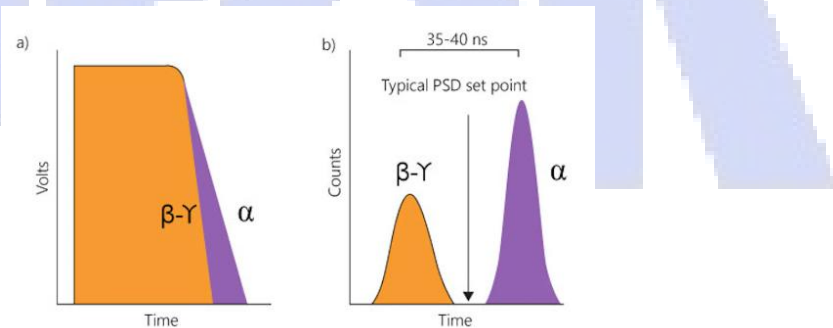 a)
Volts
β-ϒ
α
Time
b)
35-40 ns
Typical PSD set point
Counts
β-ϒ
α
Time